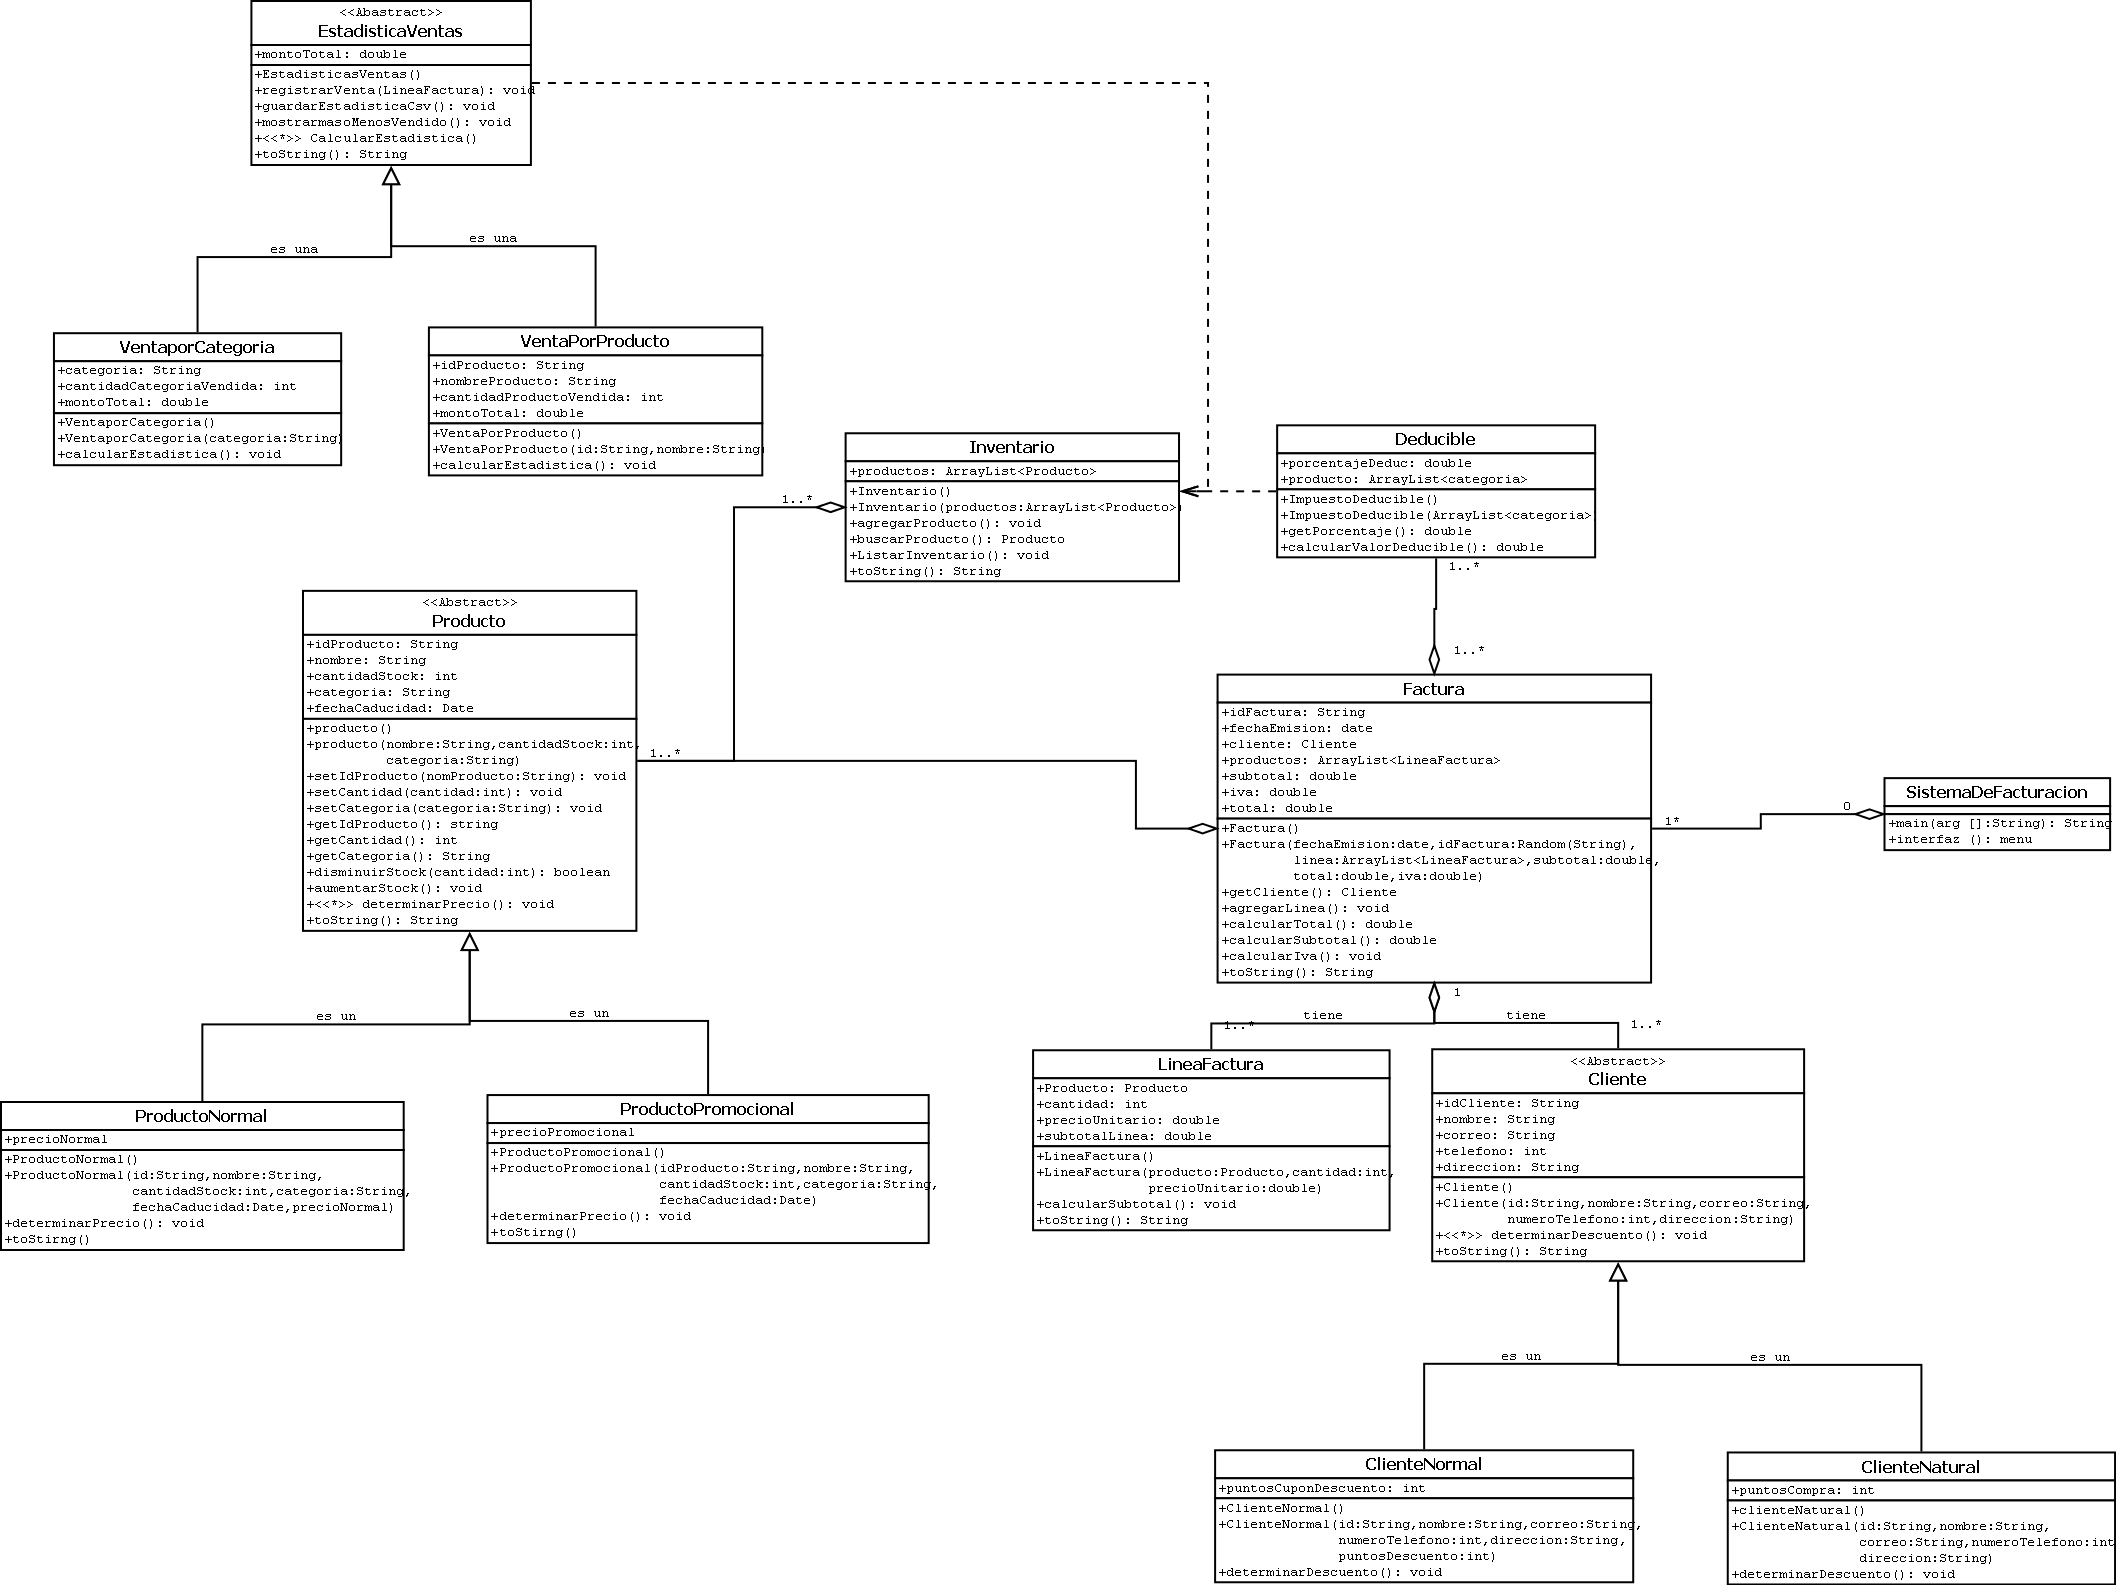 <<Abastract>>
EstadisticaVentas
+montoTotal: double
+EstadisticasVentas()
+registrarVenta(LineaFactura): void
+guardarEstadisticaCsv(): void
+mostrarmasoMenosVendido(): void
+<<*>> CalcularEstadistica()
+toString(): String
es una
es una
VentaporCategoria
+categoria: String
+cantidadCategoriaVendida: int
+montoTotal: double
+VentaporCategoria()
+VentaporCategoria(categoria:String)
+calcularEstadistica(): void
VentaPorProducto
+idProducto: String
+nombreProducto: String
+cantidadProductoVendida: int
+montoTotal: double
+VentaPorProducto()
+VentaPorProducto(id:String,nombre:String)
+calcularEstadistica(): void
Inventario
+productos: ArrayList<Producto>
+Inventario()
+Inventario(productos:ArrayList<Producto>)
+agregarProducto(): void
+buscarProducto(): Producto
+ListarInventario(): void
+toString(): String
1..*
Deducible
+porcentajeDeduc: double
+producto: ArrayList<categoria>
+ImpuestoDeducible()
+ImpuestoDeducible(ArrayList<categoria>
+getPorcentaje(): double
+calcularValorDeducible(): double
1..*
1..*
<<Abstract>>
Producto
+idProducto: String
+nombre: String
+cantidadStock: int
+categoria: String
+fechaCaducidad: Date
+producto()
+producto(nombre:String,cantidadStock:int,
categoria:String)
+setIdProducto(nomProducto:String): void
+setCantidad(cantidad:int): void
+setCategoria(categoria:String): void
+getIdProducto(): string
+getCantidad(): int
+getCategoria(): String
+disminuirStock(cantidad:int): boolean
+aumentarStock(): void
+<<*>> determinarPrecio(): void
+toString(): String
1..*
Factura
+idFactura: String
+fechaEmision: date
+cliente: Cliente
+productos: ArrayList<LineaFactura>
+subtotal: double
+iva: double
+total: double
+Factura()
+Factura(fechaEmision:date,idFactura:Random(String),
linea:ArrayList<LineaFactura>,subtotal:double,
total:double,iva:double)
+getCliente(): Cliente
+agregarLinea(): void
+calcularTotal(): double
+calcularSubtotal(): double
+calcularIva(): void
+toString(): String
1*
0
SistemaDeFacturacion
+main(arg []:String): String
+interfaz (): menu
1
tiene
tiene
1..*
1..*
es un
es un
ProductoNormal
+precioNormal
+ProductoNormal()
+ProductoNormal(id:String,nombre:String,
cantidadStock:int,categoria:String,
fechaCaducidad:Date,precioNormal)
+determinarPrecio(): void
+toStirng()
ProductoPromocional
+precioPromocional
+ProductoPromocional()
+ProductoPromocional(idProducto:String,nombre:String,
cantidadStock:int,categoria:String,
fechaCaducidad:Date)
+determinarPrecio(): void
+toStirng()
LineaFactura
+Producto: Producto
+cantidad: int
+precioUnitario: double
+subtotalLinea: double
+LineaFactura()
+LineaFactura(producto:Producto,cantidad:int,
precioUnitario:double)
+calcularSubtotal(): void
+toString(): String
<<Abstract>>
Cliente
+idCliente: String
+nombre: String
+correo: String
+telefono: int
+direccion: String
+Cliente()
+Cliente(id:String,nombre:String,correo:String,
numeroTelefono:int,direccion:String)
+<<*>> determinarDescuento(): void
+toString(): String
es un
es un
ClienteNormal
+puntosCuponDescuento: int
+ClienteNormal()
+ClienteNormal(id:String,nombre:String,correo:String,
numeroTelefono:int,direccion:String,
puntosDescuento:int)
+determinarDescuento(): void
ClienteNatural
+puntosCompra: int
+clienteNatural()
+ClienteNatural(id:String,nombre:String,
correo:String,numeroTelefono:int
direccion:String)
+determinarDescuento(): void